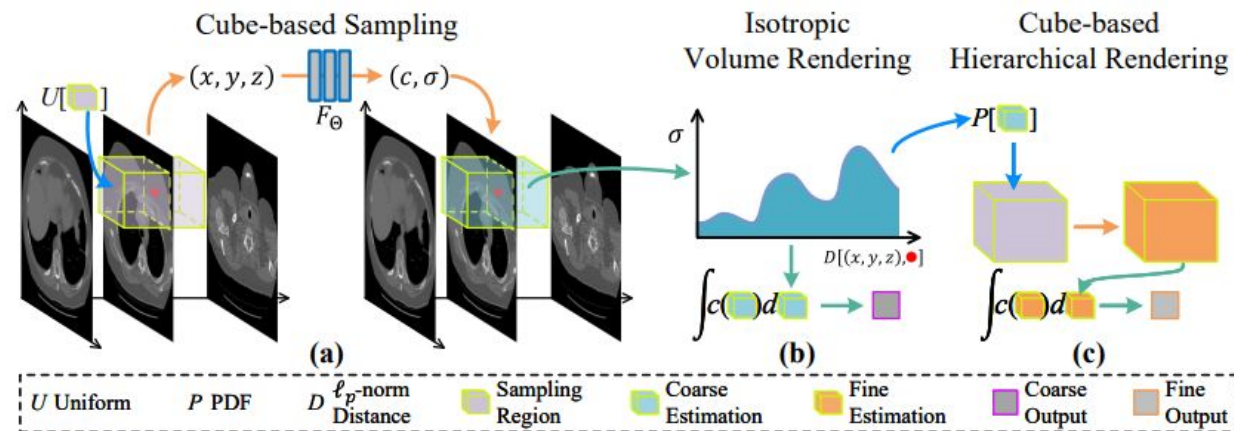 Cube-based Sampling
U[ ]
(x, y, z)
F_Θ
(c, σ)
(a)
Isotropic
Volume Rendering
σ
D[(x, y, z), ]
∫c( )d
(b)
Cube-based
Hierarchical Rendering
P[ ]
∫c( )d
(c)
U Uniform
P PDF
D ℓₚ-norm
Distance
Sampling
Region
Coarse
Estimation
Fine
Estimation
Coarse
Output
Fine
Output